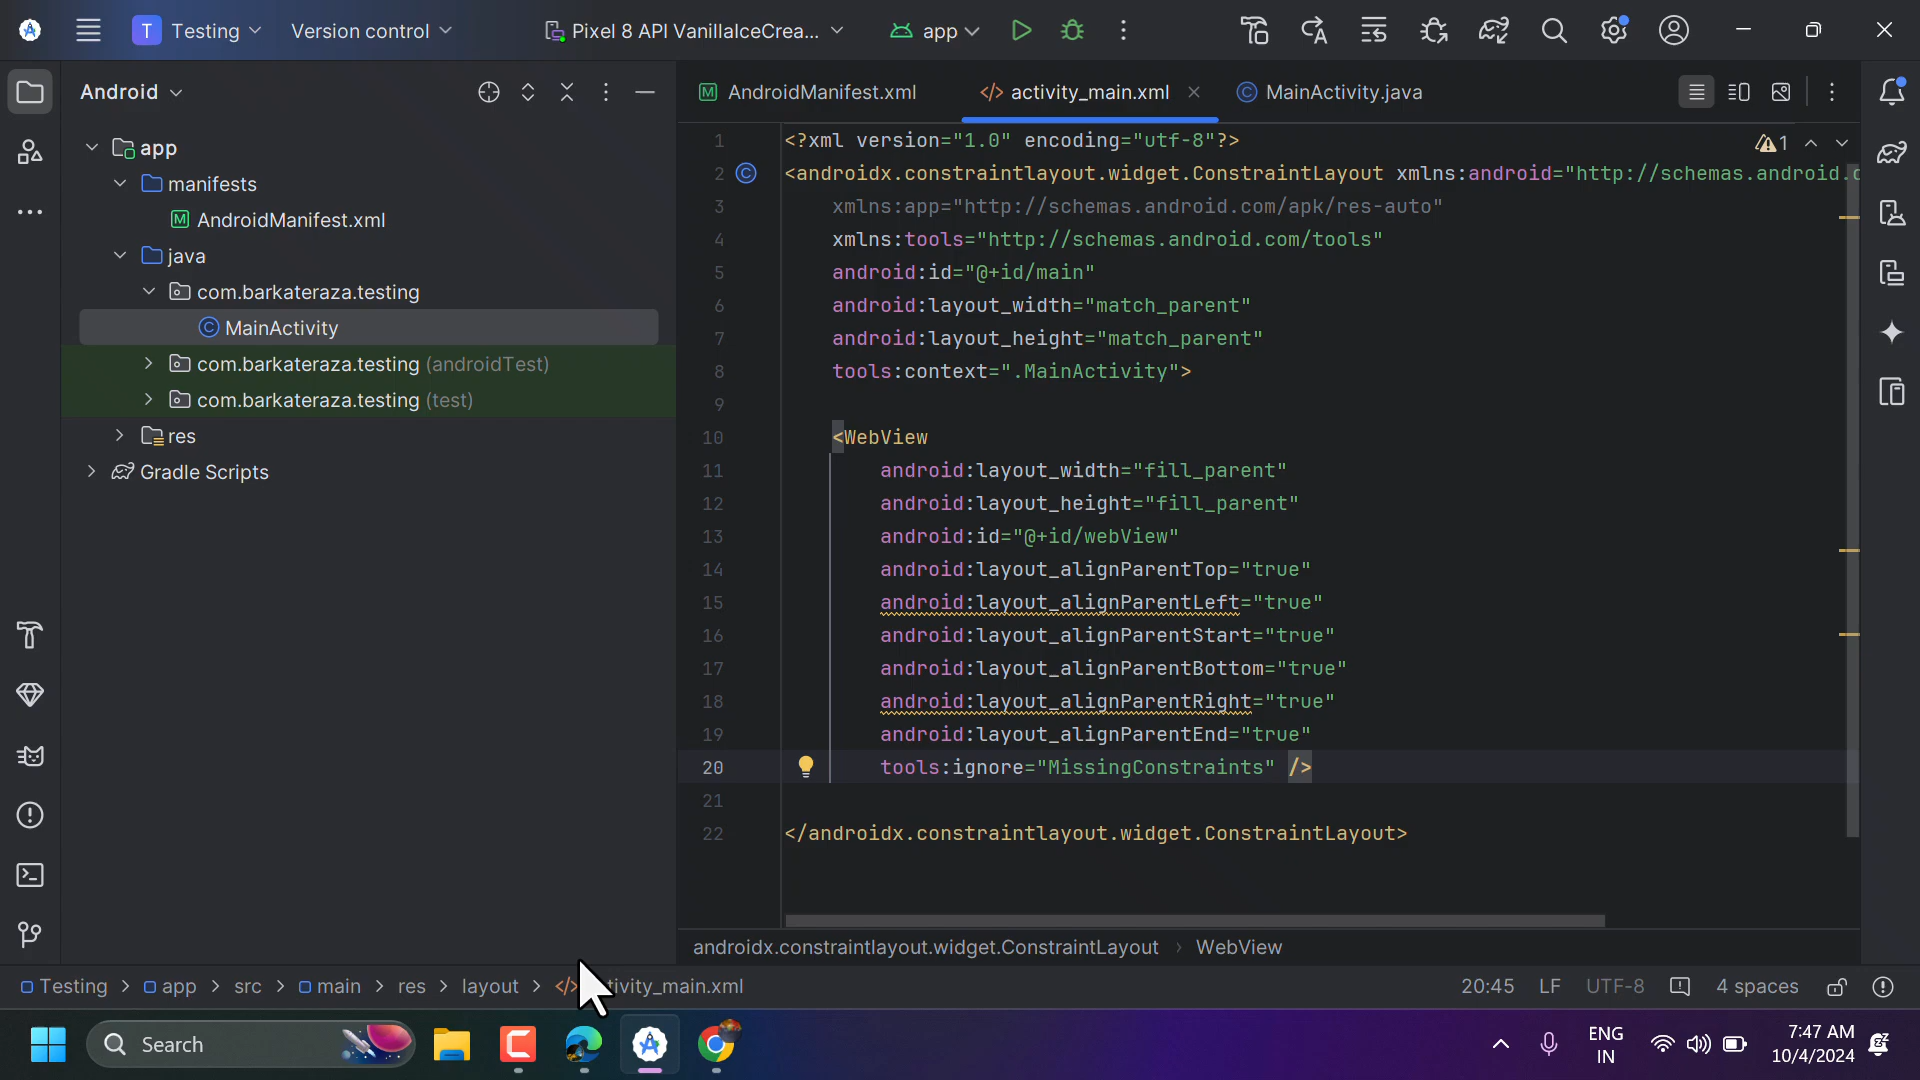 T Testing
Version control
Pixel 8 API VanillaIceCrea...
app
Android
AndroidManifest.xml
activity_main.xml
MainActivity.java
app
manifests
AndroidManifest.xml
java
com.barkateraza.testing
MainActivity
com.barkateraza.testing (androidTest)
com.barkateraza.testing (test)
res
Gradle Scripts
1 <?xml version="1.0" encoding="utf-8"?>
1
2 <androidx.constraintlayout.widget.ConstraintLayout xmlns:android="http://schemas.android.
3 xmlns:app="http://schemas.android.com/apk/res-auto"
4 xmlns:tools="http://schemas.android.com/tools"
5 android:id="@+id/main"
6 android:layout_width="match_parent"
7 android:layout_height="match_parent"
8 tools:context=".MainActivity">
9
10 <WebView
11 android:layout_width="fill_parent"
12 android:layout_height="fill_parent"
13 android:id="@+id/webView"
14 android:layout_alignParentTop="true"
15 android:layout_alignParentLeft="true"
16 android:layout_alignParentStart="true"
17 android:layout_alignParentBottom="true"
18 android:layout_alignParentRight="true"
19 android:layout_alignParentEnd="true"
20 tools:ignore="MissingConstraints" />
21
22 </androidx.constraintlayout.widget.ConstraintLayout>
androidx.constraintlayout.widget.ConstraintLayout > WebView
Testing > app > src > main > res > layout > </> tivity_main.xml
20:45 LF UTF-8 4 spaces
Search
ENG
IN
7:47 AM
10/4/2024